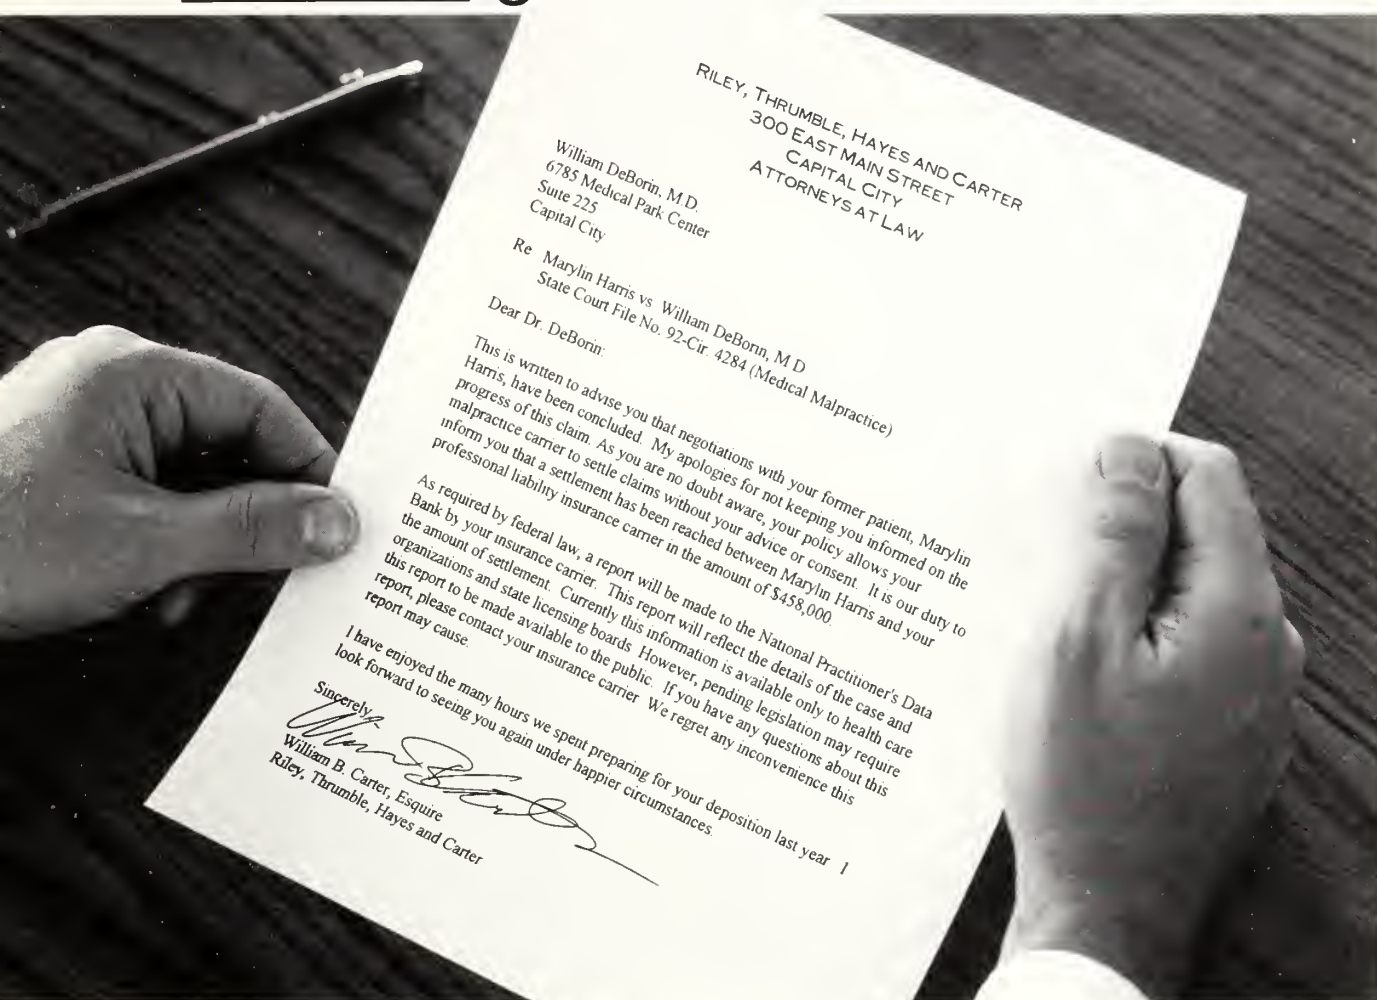 RILEY, THRUMBLE, HAYES AND CARTER
300 EAST MAIN STREET
CAPITAL CITY
ATTORNEYS AT LAW
William DeBorin, M.D.
6785 Medical Park Center
Suite 225
Capital City
Re Marylin Harris vs William DeBorin, M D
State Court File No. 92-Cir. 4284 (Medical Malpractice)
Dear Dr. DeBorin:
This is written to advise you that negotiations with your former patient, Marylin
Harris, have been concluded. My apologies for not keeping you informed on the
progress of this claim. As you are no doubt aware, your policy allows your
malpractice carrier to settle claims without your advice or consent. It is our duty to
inform you that a settlement has been reached between Marylin Harris and your
professional liability insurance carrier in the amount of $458,000.
As required by federal law, a report will be made to the National Practitioner's Data
Bank by your insurance carrier. This report will reflect the details of the case and
the amount of settlement. Currently this information is available only to health care
organizations and state licensing boards However, pending legislation may require
this report to be made available to the public. If you have any questions about this
report, please contact your insurance carrier We regret any inconvenience this
report may cause.
I have enjoyed the many hours we spent preparing for your deposition last year I
look forward to seeing you again under happier circumstances.
Sincerely,
William B. Carter, Esquire
Riley, Thrumble, Hayes and Carter